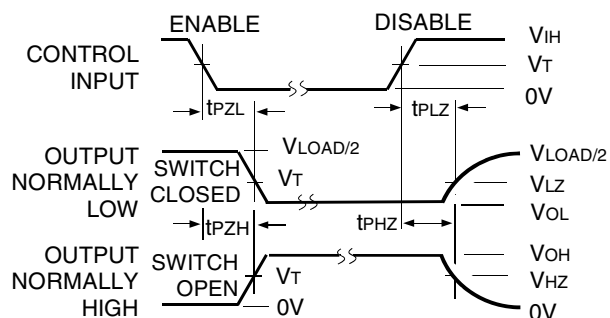 ENABLE
DISABLE
CONTROL
INPUT
VIH
VT
0V
tPZL
tPLZ
OUTPUT
NORMALLY
LOW
SWITCH
CLOSED
VLOAD/2
VT
VLOAD/2
VLZ
VOL
tPZH
tPHZ
OUTPUT
NORMALLY
HIGH
SWITCH
OPEN
VT
0V
VOH
VHZ
0V